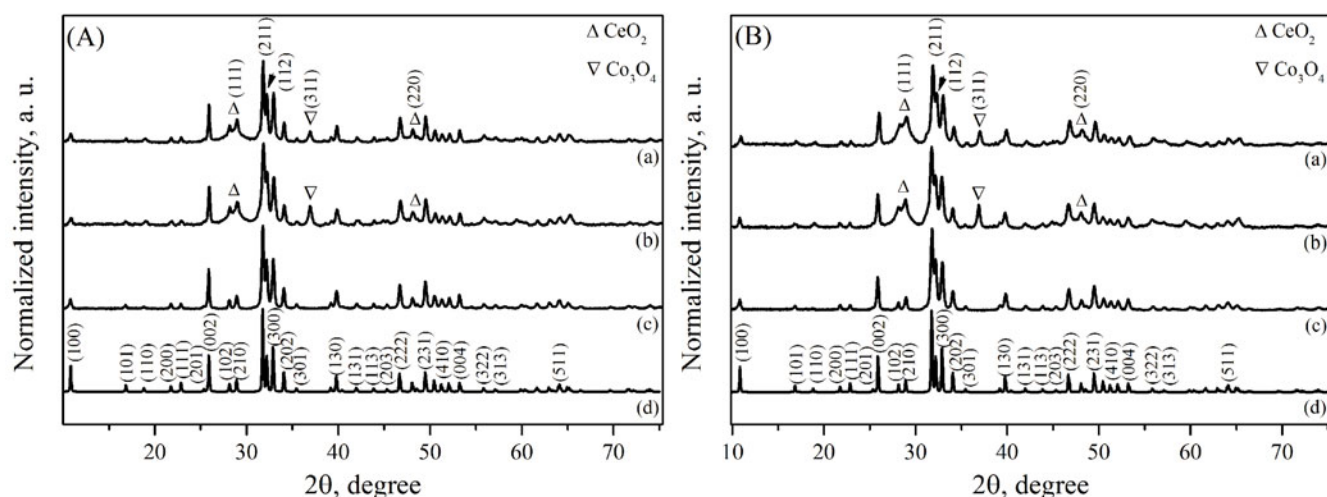 (A)
Δ CeO₂
∇ Co₃O₄
(111)
(211)
(112)
(311)
(220)
Δ
∇
Δ
(a)
Δ
∇
Δ
(b)
(c)
(100)
(101)
(110)
(200)
(111)
(201)
(002)
(102)
(210)
(300)
(202)
(301)
(130)
(131)
(113)
(203)
(222)
(231)
(410)
(004)
(322)
(313)
(511)
(d)
20 30 40 50 60 70
2θ, degree
Normalized intensity, a. u.
(B)
Δ CeO₂
∇ Co₃O₄
(111)
(211)
(112)
(311)
(220)
Δ
∇
Δ
(a)
Δ
∇
Δ
(b)
(c)
(100)
(101)
(110)
(200)
(111)
(201)
(002)
(102)
(210)
(300)
(202)
(301)
(130)
(131)
(113)
(203)
(222)
(231)
(410)
(004)
(322)
(313)
(511)
(d)
10 20 30 40 50 60 70
2θ, degree
Normalized intensity, a. u.